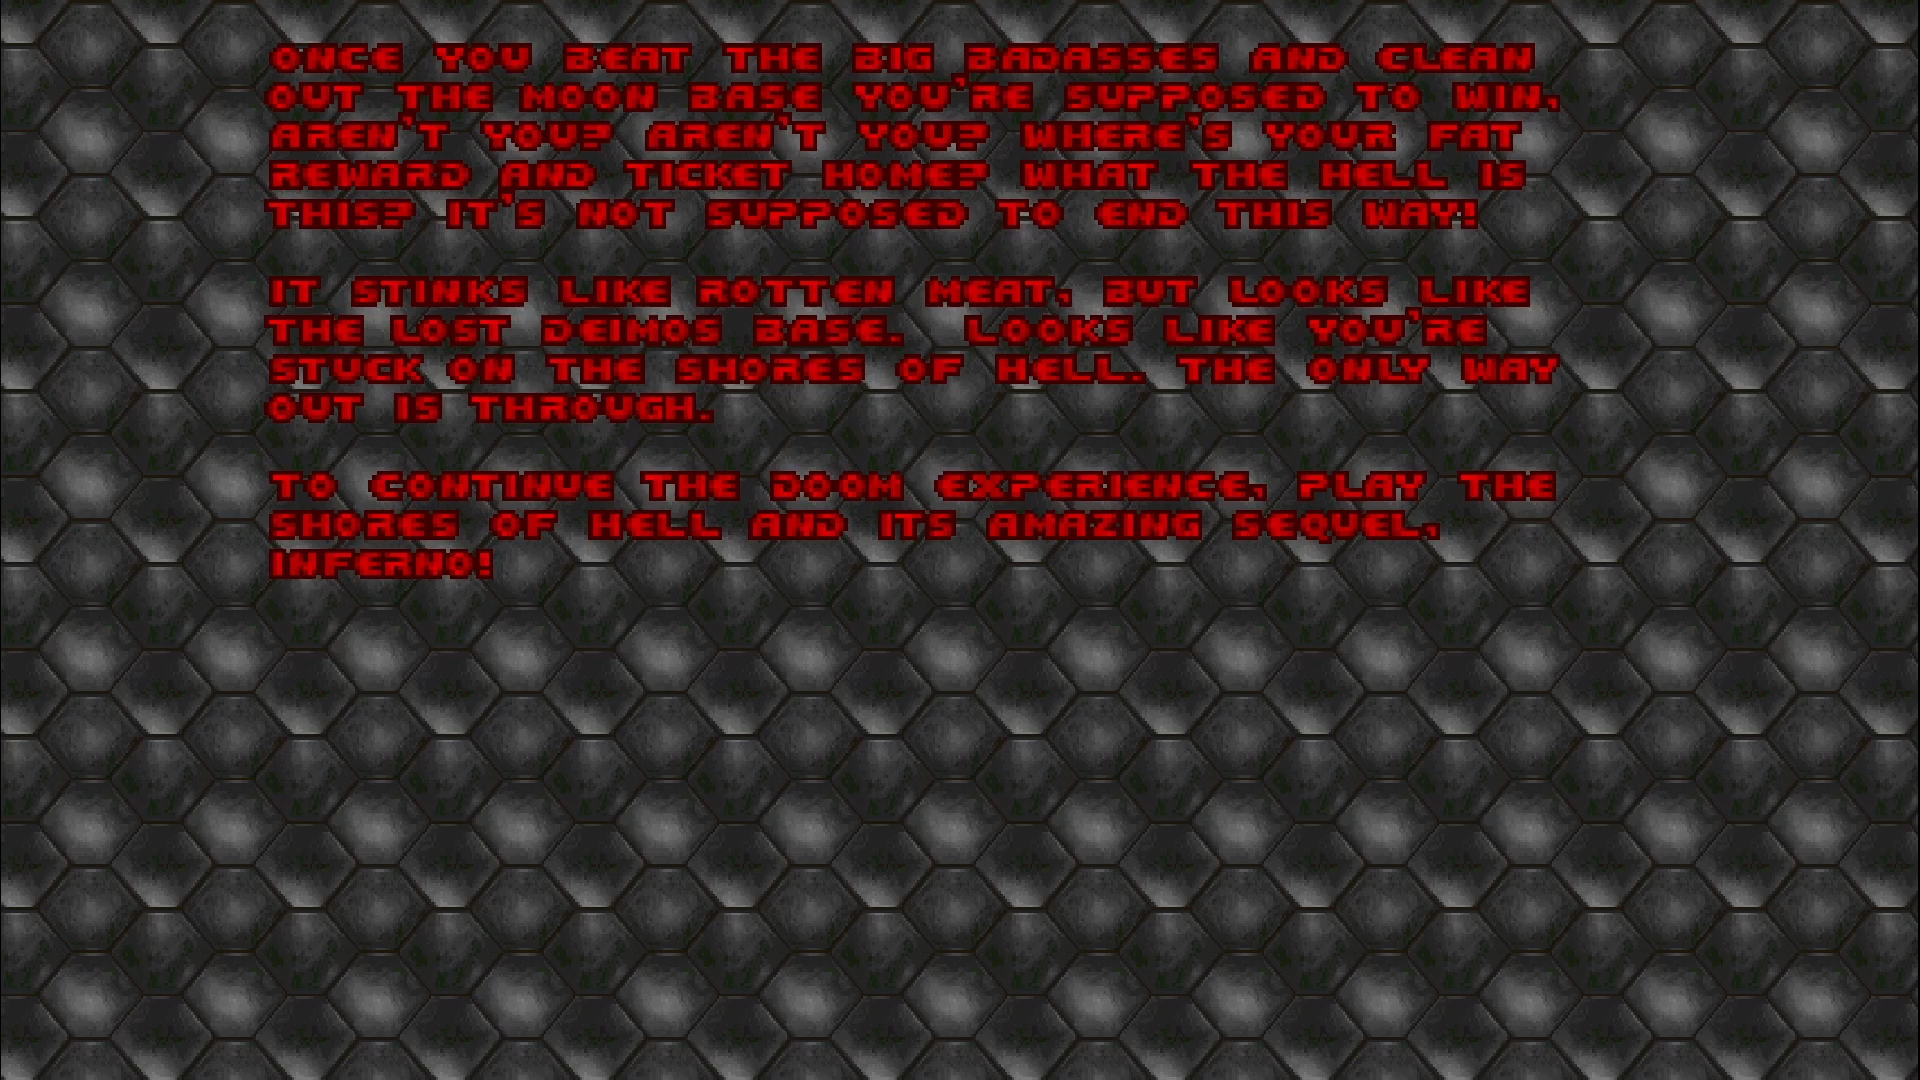 ONCE YOU BEAT THE BIG BADASSES AND CLEAN
OUT THE MOON BASE YOU'RE SUPPOSED TO WIN,
AREN'T YOU? AREN'T YOU? WHERE'S YOUR FAT
REWARD AND TICKET HOME? WHAT THE HELL IS
THIS? IT'S NOT SUPPOSED TO END THIS WAY!
IT STINKS LIKE ROTTEN MEAT, BUT LOOKS LIKE
THE LOST DEIMOS BASE.  LOOKS LIKE YOU'RE
STUCK ON THE SHORES OF HELL. THE ONLY WAY
OUT IS THROUGH.
TO CONTINUE THE DOOM EXPERIENCE, PLAY THE
SHORES OF HELL AND ITS AMAZING SEQUEL,
INFERNO!